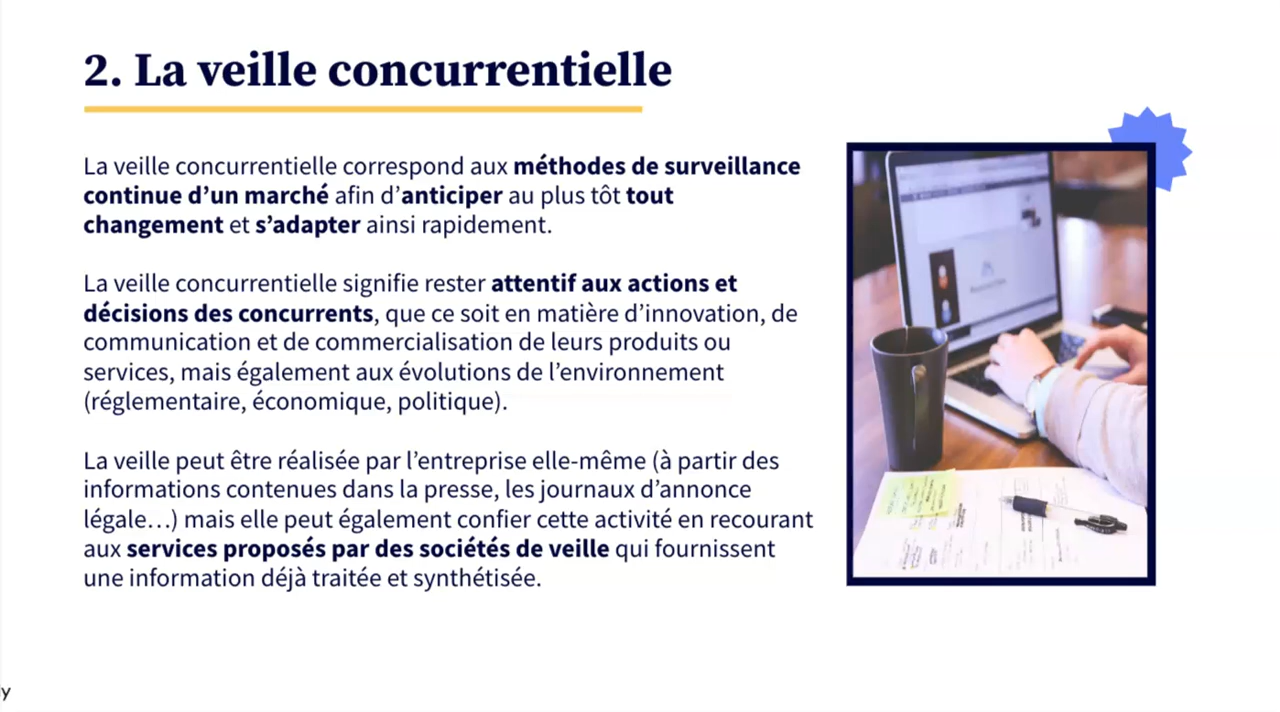 2. La veille concurrentielle
La veille concurrentielle correspond aux méthodes de surveillance
continue d’un marché afin d’anticiper au plus tôt tout
changement et s’adapter ainsi rapidement.
La veille concurrentielle signifie rester attentif aux actions et
décisions des concurrents, que ce soit en matière d’innovation, de
communication et de commercialisation de leurs produits ou
services, mais également aux évolutions de l’environnement
(réglementaire, économique, politique).
La veille peut être réalisée par l’entreprise elle-même (à partir des
informations contenues dans la presse, les journaux d’annonce
légale…) mais elle peut également confier cette activité en recourant
aux services proposés par des sociétés de veille qui fournissent
une information déjà traitée et synthétisée.